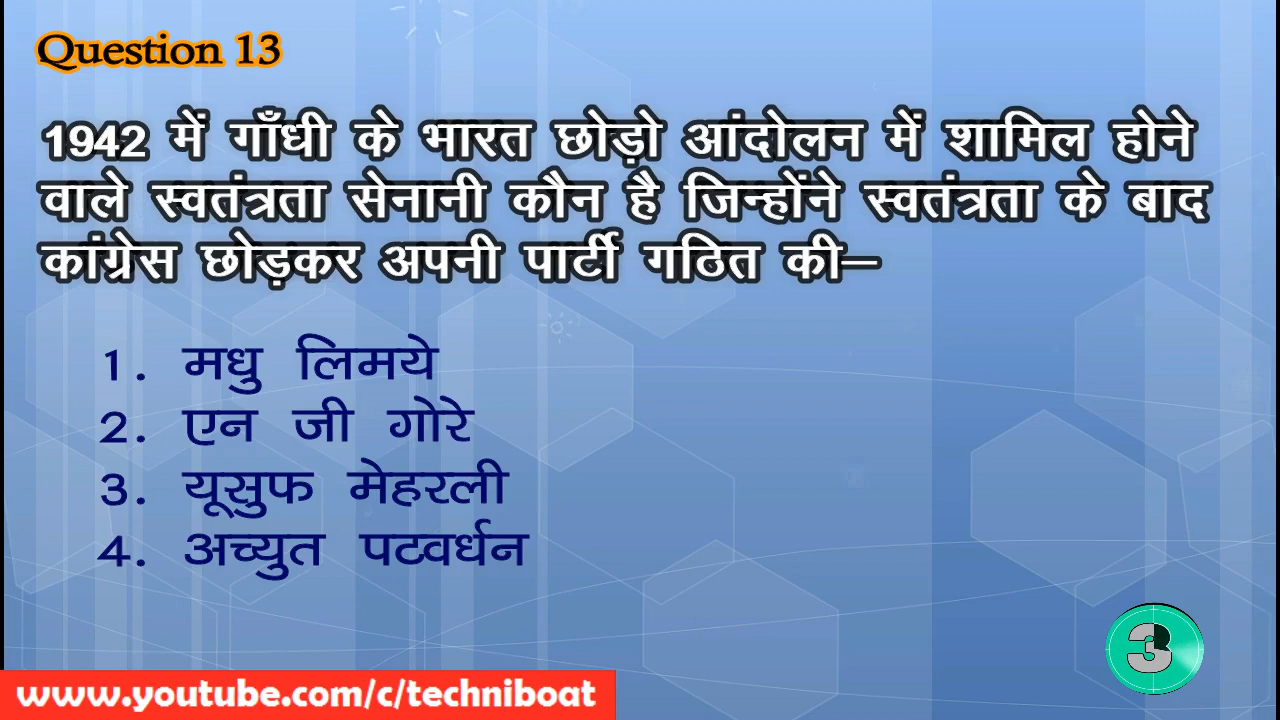 Question 13
1942 में गाँधी के भारत छोड़ो आंदोलन में शामिल होने
वाले स्वतंत्रता सेनानी कौन है जिन्होंने स्वतंत्रता के बाद
कांग्रेस छोड़कर अपनी पार्टी गठित की–
1. मधु लिमये
2. एन जी गोरे
3. यूसुफ मेहरली
4. अच्युत पटवर्धन
3
www.youtube.com/c/techniboat